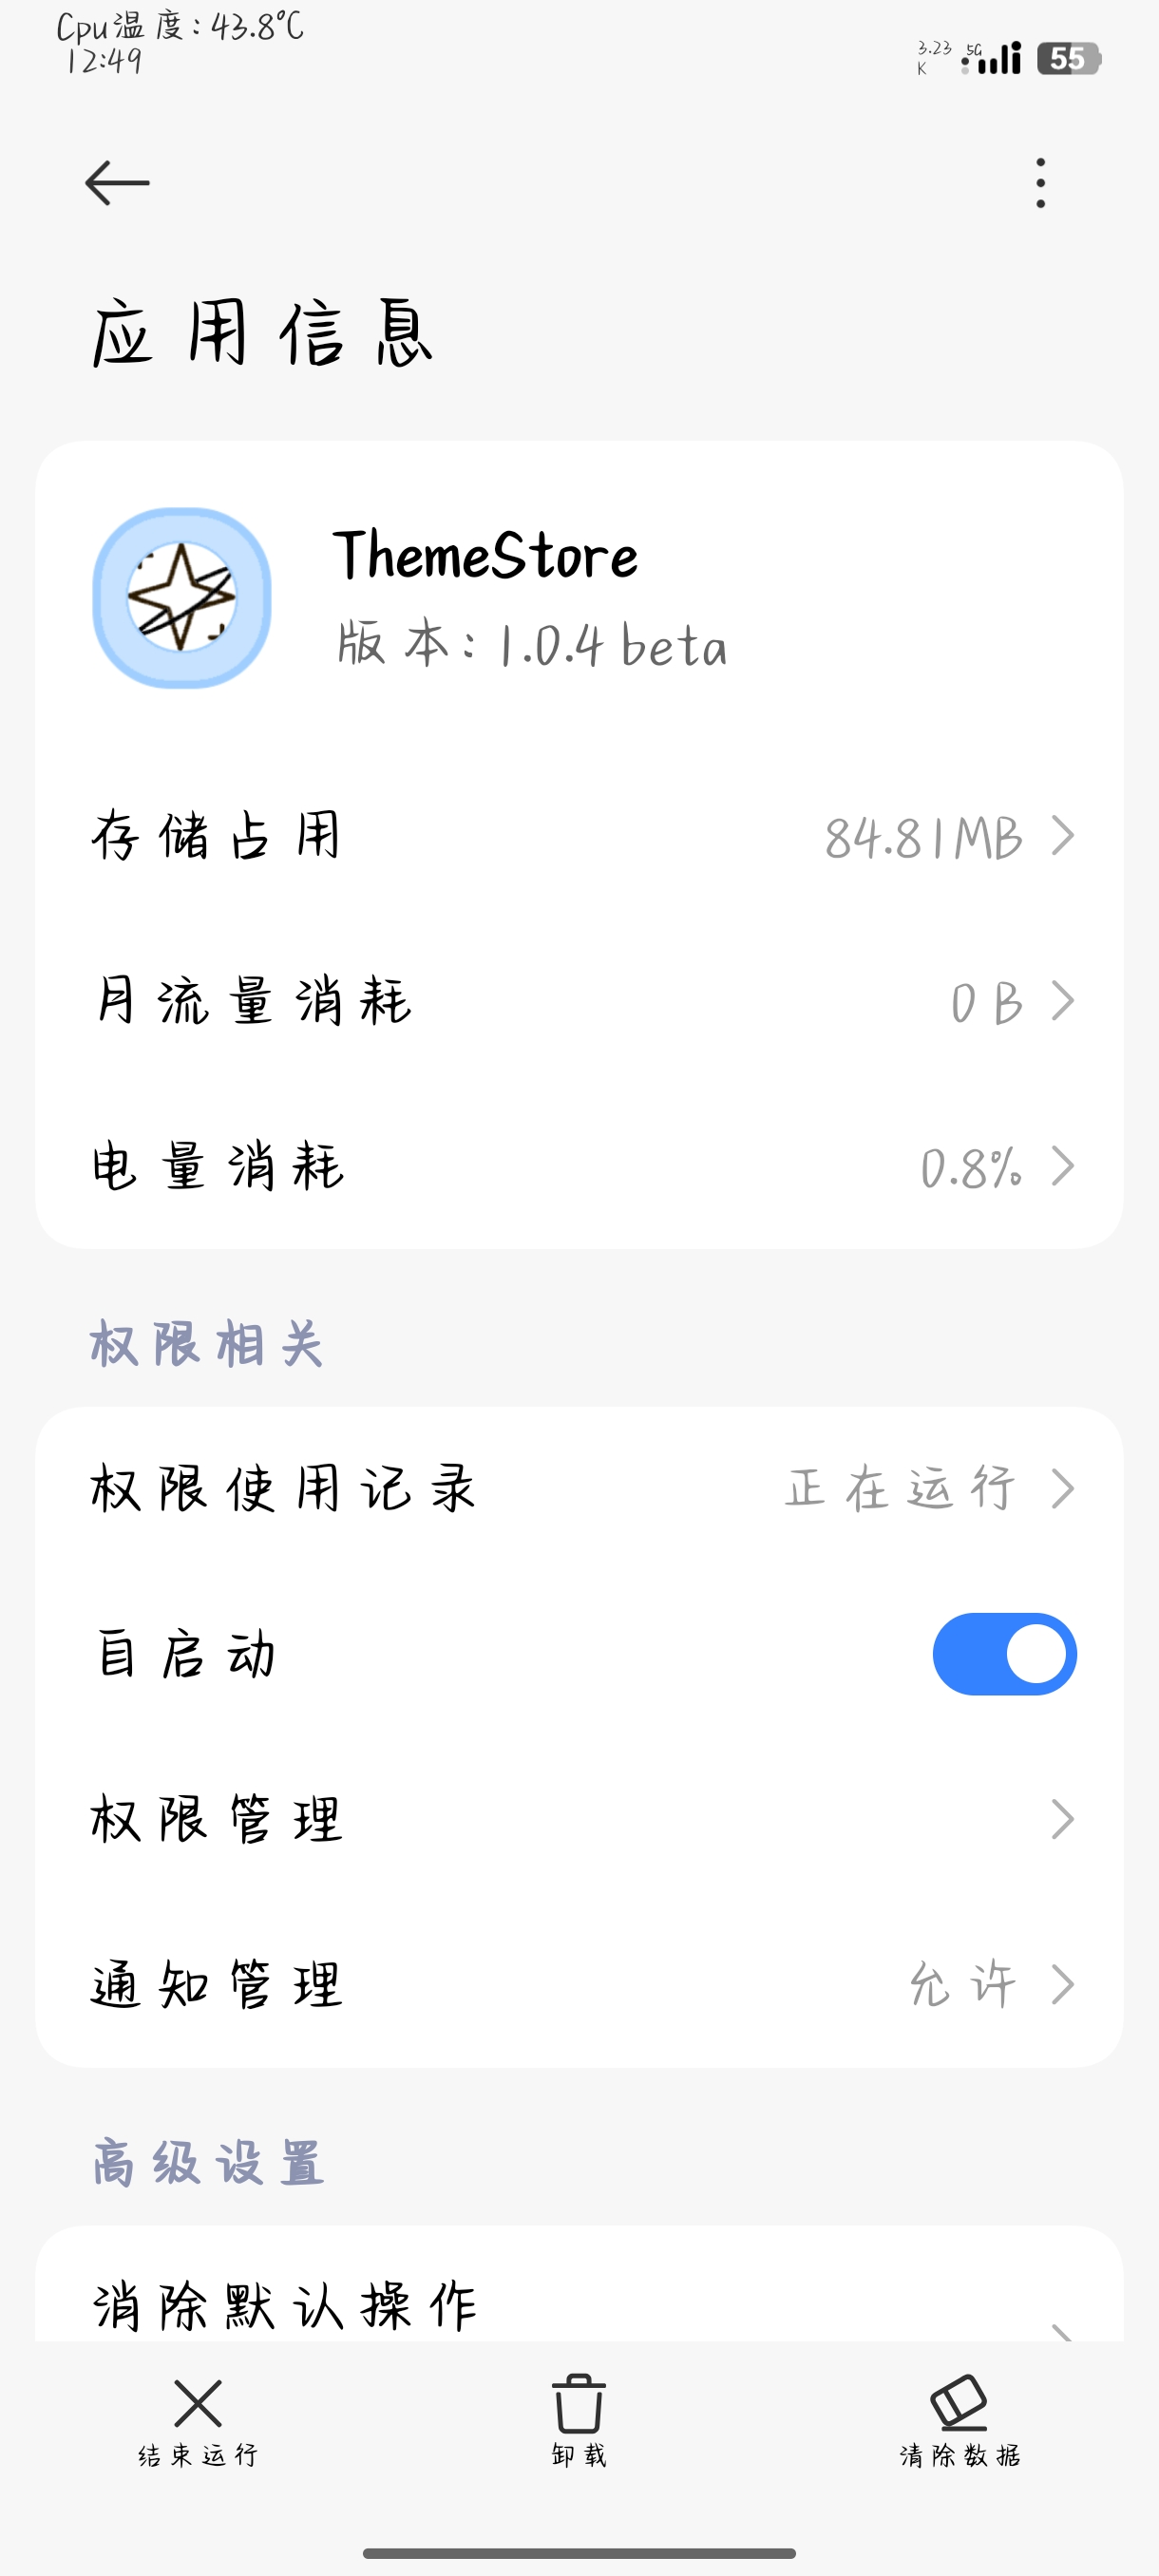 Cpu温度:43.8°C
12:49
3.23
K
5G
55
应用信息
ThemeStore
版本:1.0.4 beta
存储占用
84.81MB
月流量消耗
0 B
电量消耗
0.8%
权限相关
权限使用记录
正在运行
自启动
权限管理
通知管理
允许
高级设置
消除默认操作
结束运行
卸载
清除数据